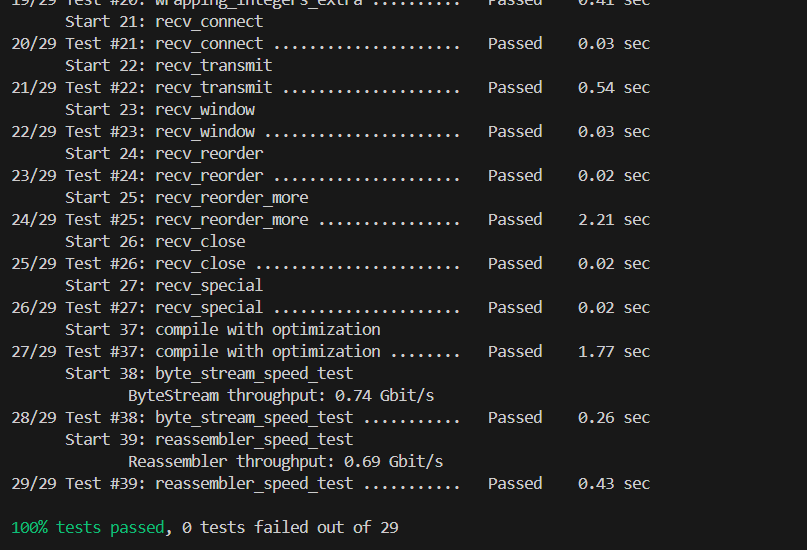 19/29 Test #20: wrapping_integers_extra .......... Passed 0.41 sec
Start 21: recv_connect
20/29 Test #21: recv_connect ..................... Passed 0.03 sec
Start 22: recv_transmit
21/29 Test #22: recv_transmit .................... Passed 0.54 sec
Start 23: recv_window
22/29 Test #23: recv_window ...................... Passed 0.03 sec
Start 24: recv_reorder
23/29 Test #24: recv_reorder ..................... Passed 0.02 sec
Start 25: recv_reorder_more
24/29 Test #25: recv_reorder_more ................ Passed 2.21 sec
Start 26: recv_close
25/29 Test #26: recv_close ....................... Passed 0.02 sec
Start 27: recv_special
26/29 Test #27: recv_special ..................... Passed 0.02 sec
Start 37: compile with optimization
27/29 Test #37: compile with optimization ........ Passed 1.77 sec
Start 38: byte_stream_speed_test
ByteStream throughput: 0.74 Gbit/s
28/29 Test #38: byte_stream_speed_test ........... Passed 0.26 sec
Start 39: reassembler_speed_test
Reassembler throughput: 0.69 Gbit/s
29/29 Test #39: reassembler_speed_test ........... Passed 0.43 sec
100% tests passed, 0 tests failed out of 29